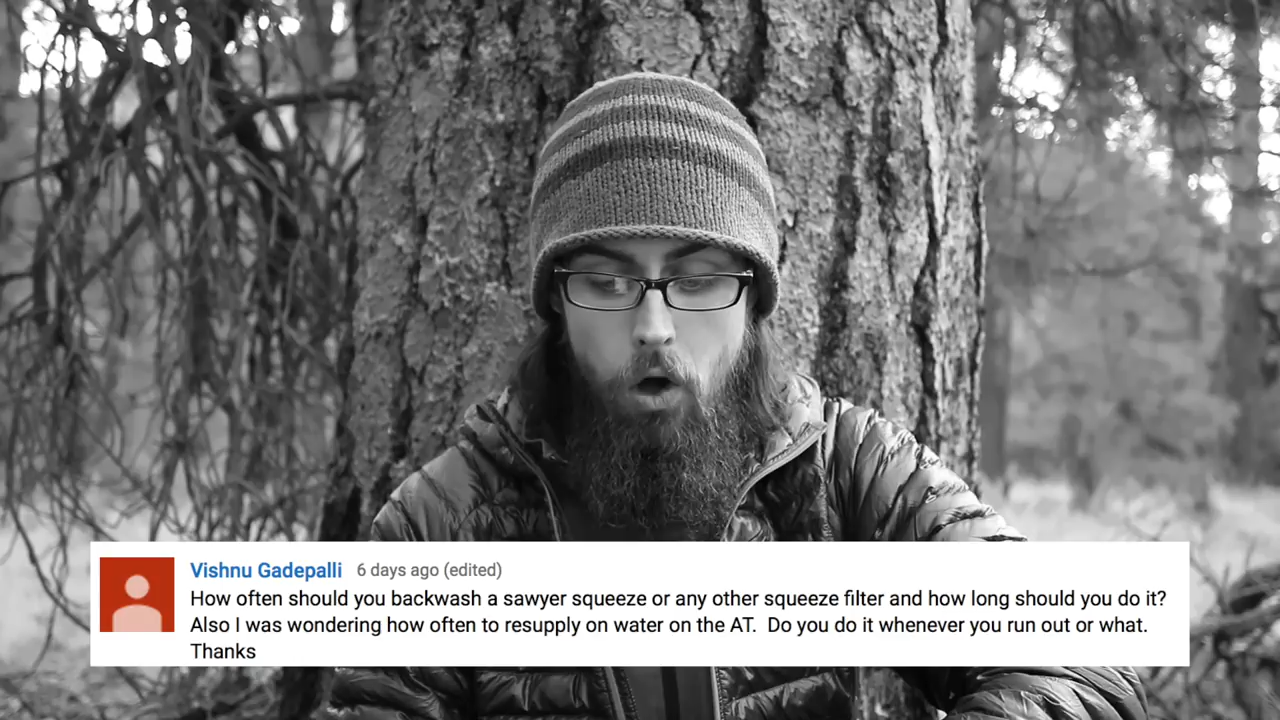 Vishnu Gadepalli 6 days ago (edited)
How often should you backwash a sawyer squeeze or any other squeeze filter and how long should you do it?
Also I was wondering how often to resupply on water on the AT.  Do you do it whenever you run out or what.
Thanks